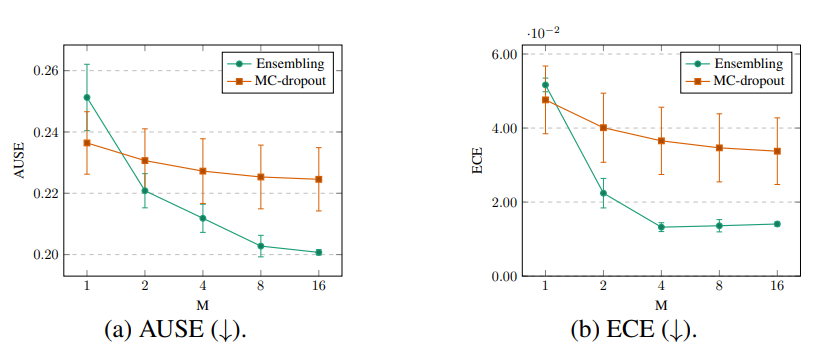 0.26
0.24
0.22
0.20
AUSE
1 2 4 8 16
M
Ensembling
MC-dropout
(a) AUSE (↓).
·10−2
6.00
4.00
2.00
0.00
ECE
1 2 4 8 16
M
Ensembling
MC-dropout
(b) ECE (↓).